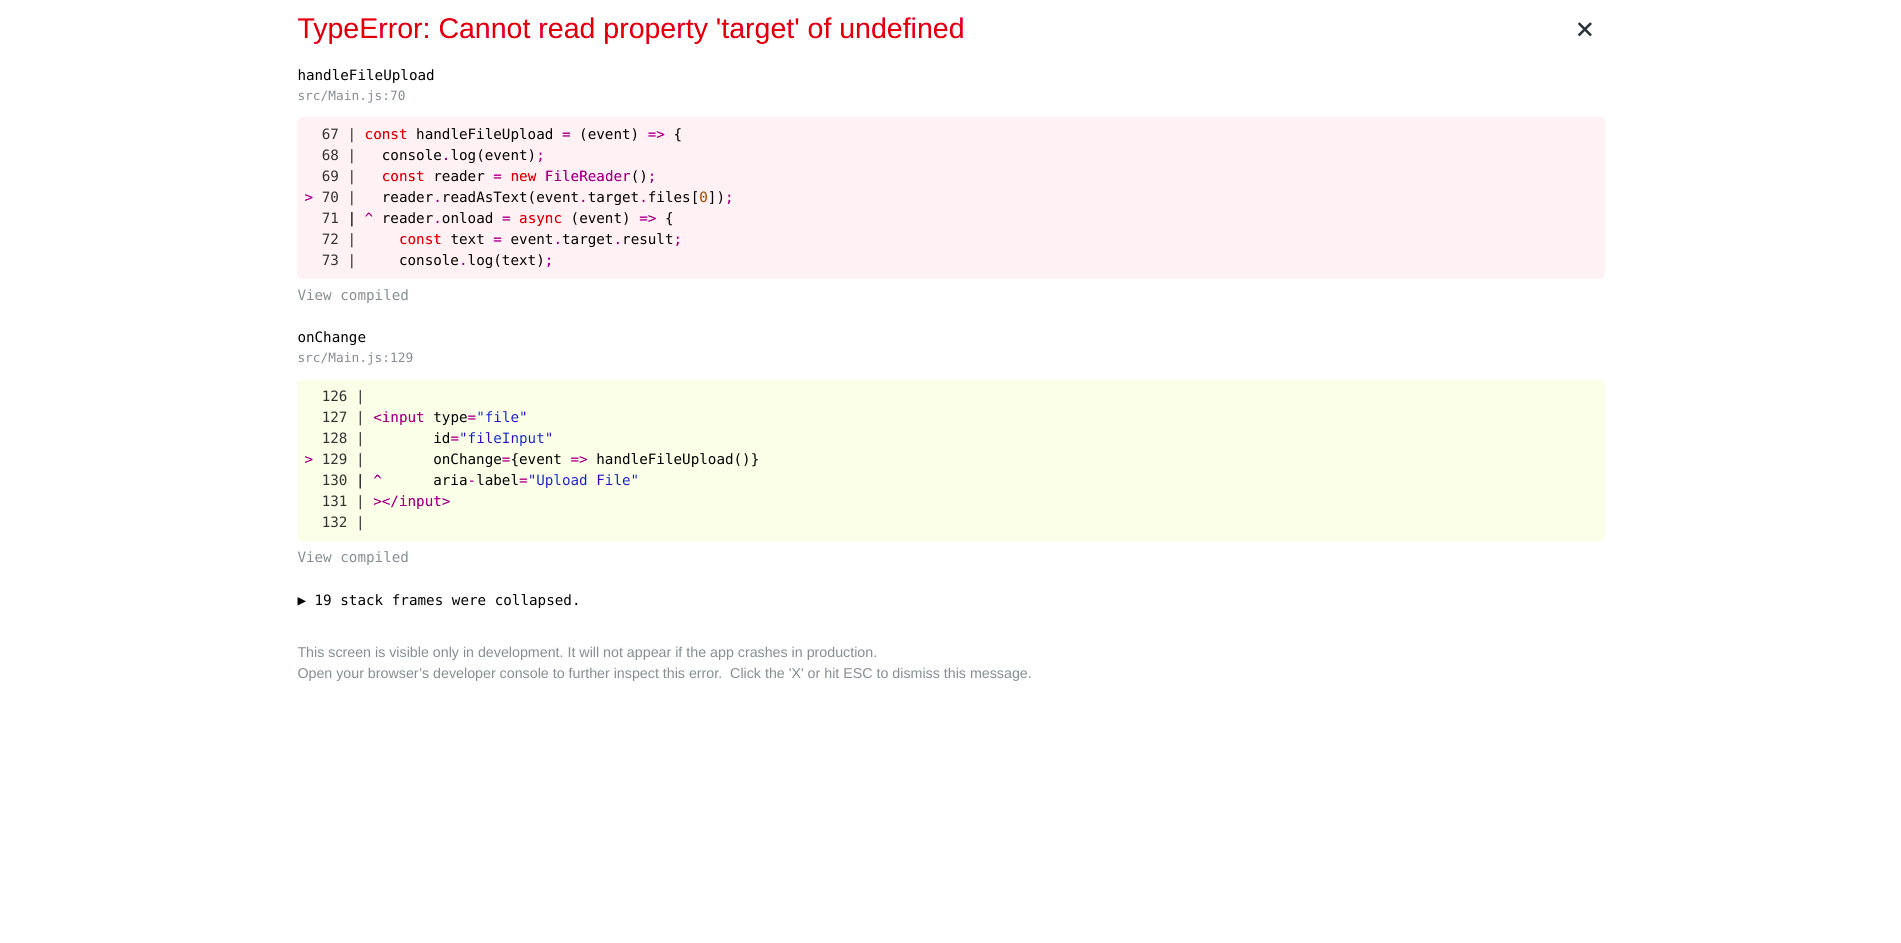 TypeError: Cannot read property 'target' of undefined
✕
handleFileUpload
src/Main.js:70
  67 | const handleFileUpload = (event) => {
  68 |   console.log(event);
  69 |   const reader = new FileReader();
> 70 |   reader.readAsText(event.target.files[0]);
  71 | ^ reader.onload = async (event) => {
  72 |     const text = event.target.result;
  73 |     console.log(text);
View compiled
onChange
src/Main.js:129
  126 |
  127 | <input type="file"
  128 |        id="fileInput"
> 129 |        onChange={event => handleFileUpload()}
  130 | ^      aria-label="Upload File"
  131 | ></input>
  132 |
View compiled
▶ 19 stack frames were collapsed.
This screen is visible only in development. It will not appear if the app crashes in production.
Open your browser's developer console to further inspect this error.  Click the 'X' or hit ESC to dismiss this message.